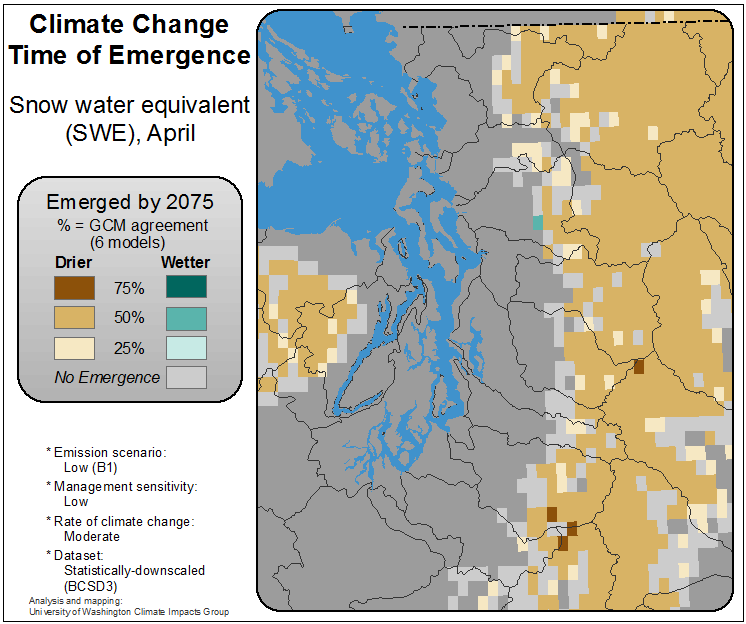 Climate Change
Time of Emergence
Snow water equivalent
(SWE), April
Emerged by 2075
% = GCM agreement
(6 models)
Drier Wetter
75%
50%
25%
No Emergence
* Emission scenario:
Low (B1)
* Management sensitivity:
Low
* Rate of climate change:
Moderate
* Dataset:
Statistically-downscaled
(BCSD3)
Analysis and mapping:
University of Washington Climate Impacts Group